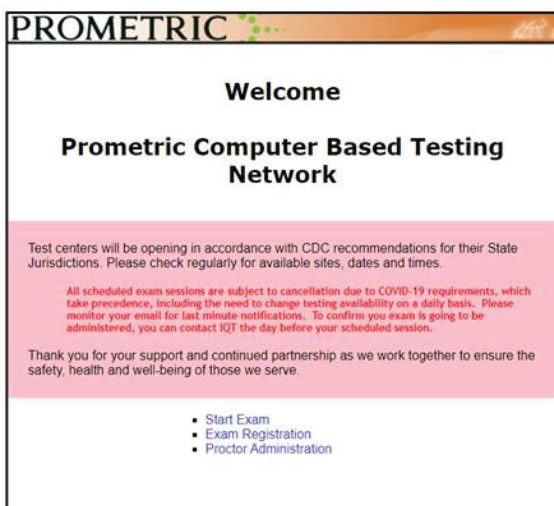 PROMETRIC
Welcome
Prometric Computer Based Testing
Network
Test centers will be opening in accordance with CDC recommendations for their State
Jurisdictions. Please check regularly for available sites, dates and times.
All scheduled exam sessions are subject to cancellation due to COVID-19 requirements, which
take precedence, including the need to change testing availability on a daily basis. Please
monitor your email for last minute notifications. To confirm you exam is going to be
administered, you can contact IQT the day before your scheduled session.
Thank you for your support and continued partnership as we work together to ensure the
safety, health and well-being of those we serve.
Start Exam
Exam Registration
Proctor Administration